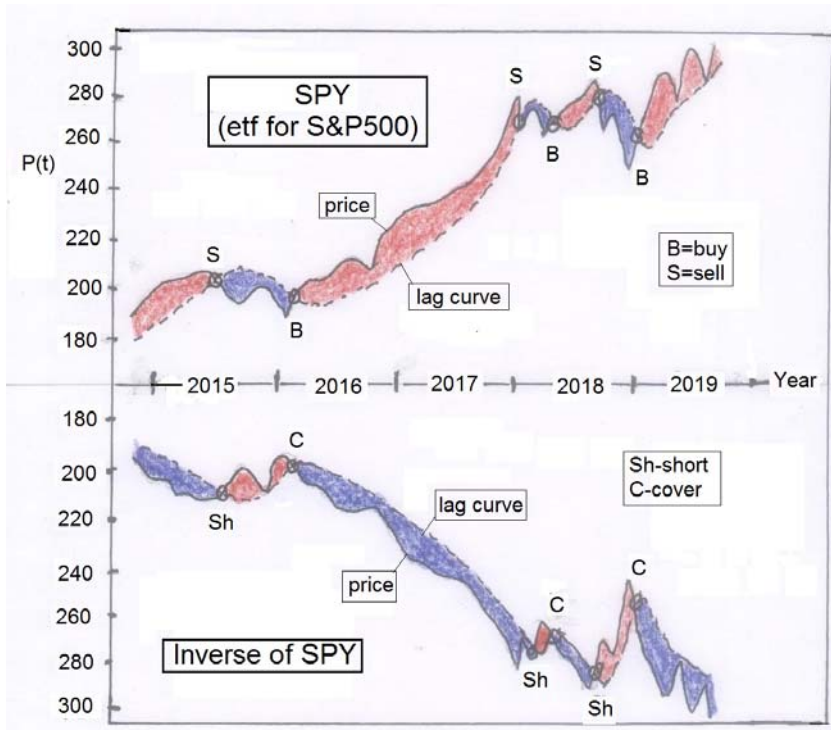 300
280
260
P(t)
240
220
200
180
SPY
(etf for S&P500)
S
S
S
B
B
B
price
lag curve
B=buy
S=sell
2015
2016
2017
2018
2019
Year
180
200
220
240
260
280
300
C
Sh
lag curve
price
C
C
Sh
Sh
Sh-short
C-cover
Inverse of SPY